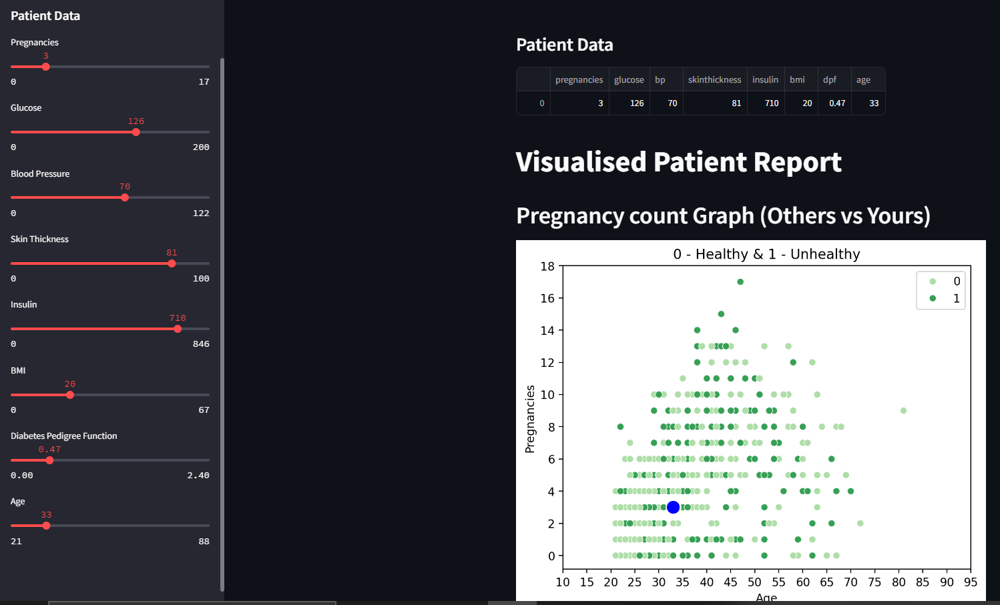 Patient Data
Pregnancies
3
0 17
Glucose
126
0 200
Blood Pressure
70
0 122
Skin Thickness
81
0 100
Insulin
710
0 846
BMI
20
0 67
Diabetes Pedigree Function
0.47
0.00 2.40
Age
33
21 88
Patient Data
pregnancies glucose bp skinthickness insulin bmi dpf age
0 3 126 70 81 710 20 0.47 33
Visualised Patient Report
Pregnancy count Graph (Others vs Yours)
0 - Healthy & 1 - Unhealthy
0
1
18
16
14
12
10
8
6
4
2
0
Pregnancies
10 15 20 25 30 35 40 45 50 55 60 65 70 75 80 85 90 95
Age